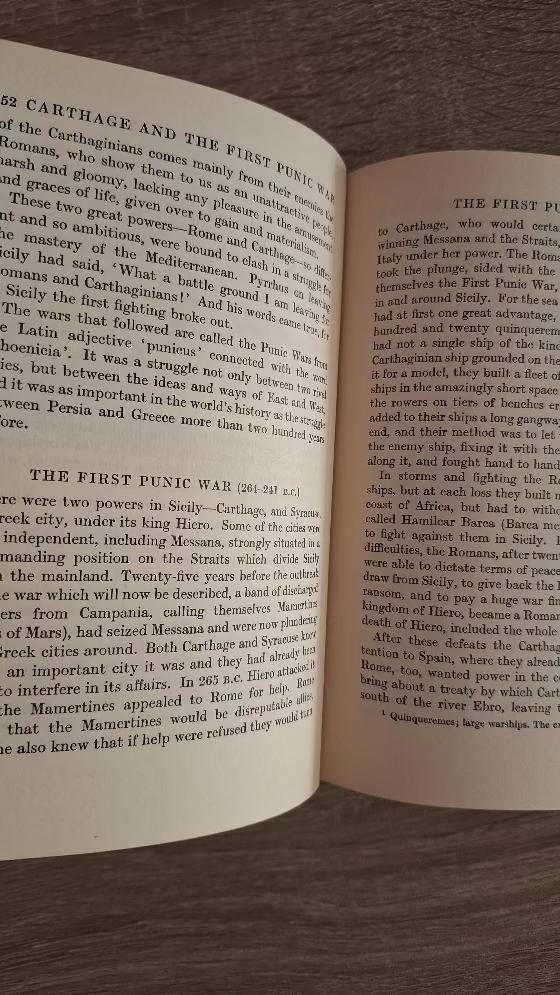 52 CARTHAGE AND THE FIRST PUNIC WAR
of the Carthaginians comes mainly from their enemies the
Romans, who show them to us as an unattractive people,
harsh and gloomy, lacking any pleasure in the amusements
and graces of life, given over to gain and materialism.
These two great powers—Rome and Carthage—so differ-
nt and so ambitious, were bound to clash in a struggle for
he mastery of the Mediterranean. Pyrrhus on leaving
icily had said, ‘What a battle ground I am leaving for
omans and Carthaginians!’ And his words came true, for
Sicily the first fighting broke out.
The wars that followed are called the Punic Wars from
e Latin adjective ‘punicus’ connected with the word
hoenicia’. It was a struggle not only between two rival
ies, but between the ideas and ways of East and West,
d it was as important in the world's history as the struggle
tween Persia and Greece more than two hundred years
fore.
THE FIRST PUNIC WAR (264–241 B.C.)
ere were two powers in Sicily—Carthage, and Syracuse,
reek city, under its king Hiero. Some of the cities were
independent, including Messana, strongly situated in a
manding position on the Straits which divide Sicily
the mainland. Twenty-five years before the outbreak
e war which will now be described, a band of discharged
ers from Campania, calling themselves Mamertins
s of Mars), had seized Messana and were now plundering
Greek cities around. Both Carthage and Syracuse knew
an important city it was and they had already been
to interfere in its affairs. In 265 B.C. Hiero attacked it
the Mamertines appealed to Rome for help. Rome
that the Mamertines would be disreputable allies,
he also knew that if help were refused they would turn
THE FIRST PU
to Carthage, who would certa
winning Messana and the Straits,
Italy under her power. The Roma
took the plunge, sided with the
themselves the First Punic War,
in and around Sicily. For the sea
had at first one great advantage,
hundred and twenty quinquerem
had not a single ship of the kind
Carthaginian ship grounded on the
it for a model, they built a fleet of
ships in the amazingly short space
the rowers on tiers of benches er
added to their ships a long gangway
end, and their method was to let
the enemy ship, fixing it with the
along it, and fought hand to hand
In storms and fighting the Ro
ships, but at each loss they built n
coast of Africa, but had to withd
called Hamilcar Barca (Barca me
to fight against them in Sicily.
difficulties, the Romans, after twent
were able to dictate terms of peace
draw from Sicily, to give back the
ransom, and to pay a huge war fin
kingdom of Hiero, became a Roman
death of Hiero, included the whole
After these defeats the Carthag
tention to Spain, where they alread
Rome, too, wanted power in the co
bring about a treaty by which Cart
south of the river Ebro, leaving t
¹ Quinqueremes; large warships. The ex